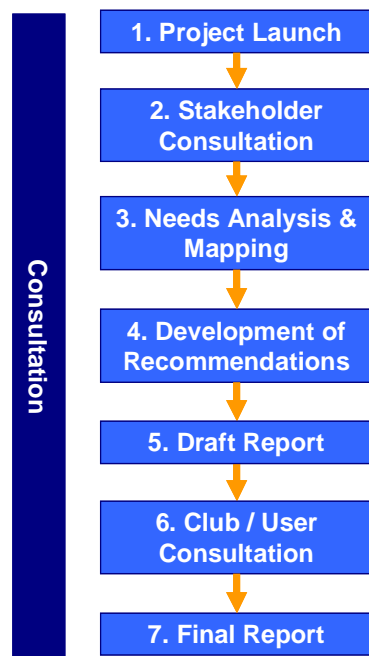 Consultation
1. Project Launch
2. Stakeholder
Consultation
3. Needs Analysis &
Mapping
4. Development of
Recommendations
5. Draft Report
6. Club / User
Consultation
7. Final Report